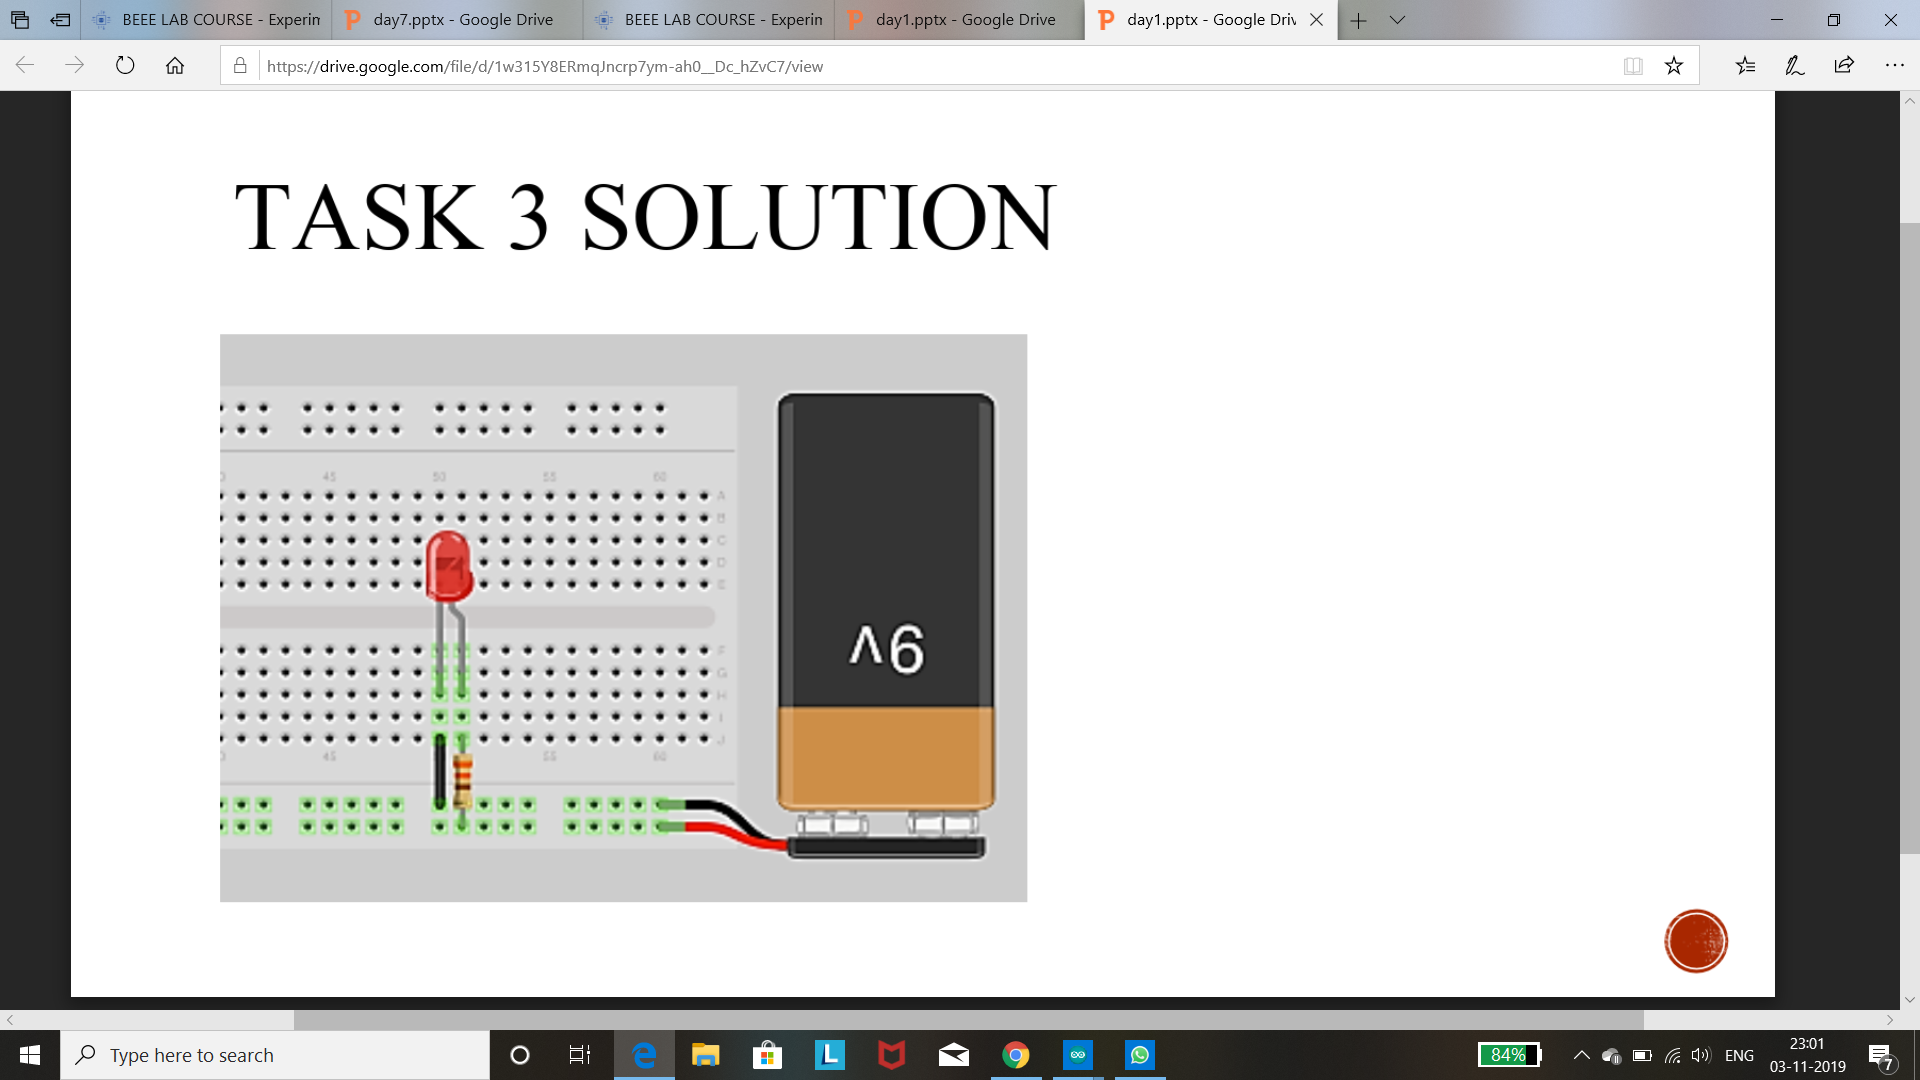 BEEE LAB COURSE - Experin
day7.pptx - Google Drive
BEEE LAB COURSE - Experin
day1.pptx - Google Drive
day1.pptx - Google Driv
https://drive.google.com/file/d/1w315Y8ERmqJncrp7ym-ah0__Dc_hZvC7/view
TASK 3 SOLUTION
45 50 55 60
A
B
C
D
E
9V
F
G
H
I
J
45 55 60
Type here to search
84%
ENG
23:01
03-11-2019
7